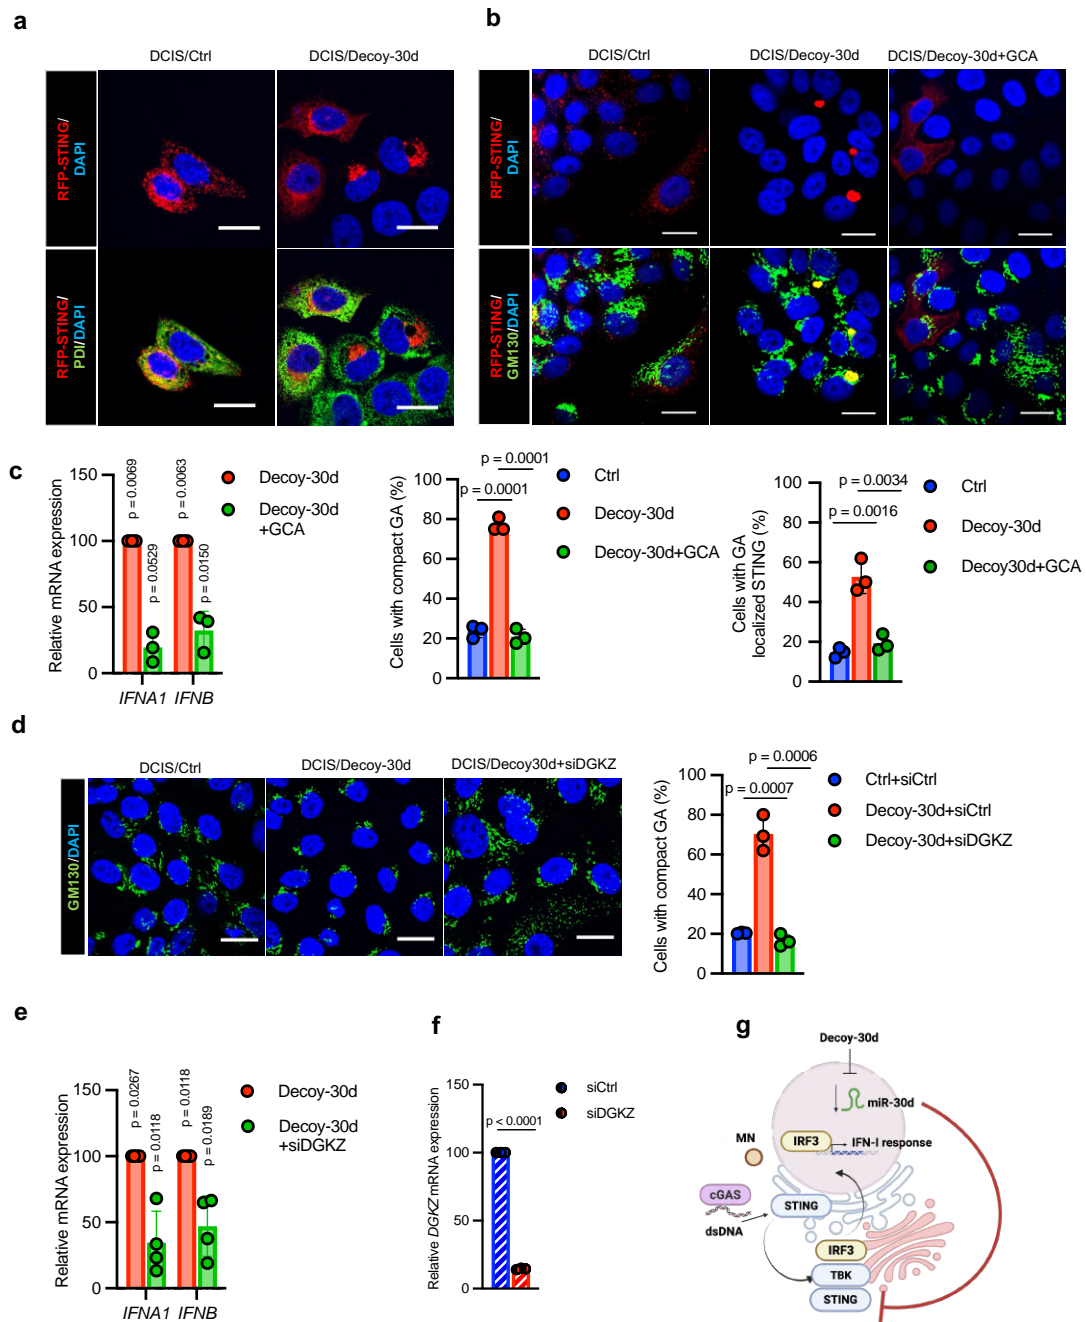 a
b
DCIS/Ctrl
DCIS/Decoy-30d
DCIS/Ctrl
DCIS/Decoy-30d
DCIS/Decoy-30d+GCA
RFP-STING/
DAPI
RFP-STING/
PDI/DAPI
RFP-STING/
DAPI
RFP-STING/
GM130/DAPI
c
Relative mRNA expression
150
100
50
0
p = 0.0069
p = 0.0529
p = 0.0063
p = 0.0150
IFNA1
IFNB
Decoy-30d
Decoy-30d
+GCA
Cells with compact GA (%)
100
80
60
40
20
0
p = 0.0001
p = 0.0001
Ctrl
Decoy-30d
Decoy-30d+GCA
Cells with GA
localized STING (%)
100
80
60
40
20
0
p = 0.0034
p = 0.0016
Ctrl
Decoy-30d
Decoy30d+GCA
d
DCIS/Ctrl
DCIS/Decoy-30d
DCIS/Decoy30d+siDGKZ
GM130/DAPI
Cells with compact GA (%)
100
80
60
40
20
0
p = 0.0006
p = 0.0007
Ctrl+siCtrl
Decoy-30d+siCtrl
Decoy-30d+siDGKZ
e
Relative mRNA expression
150
100
50
0
p = 0.0267
p = 0.0118
p = 0.0118
p = 0.0189
IFNA1
IFNB
Decoy-30d
Decoy-30d
+siDGKZ
f
Relative DGKZ mRNA expression
150
100
50
0
p < 0.0001
siCtrl
siDGKZ
g
Decoy-30d
miR-30d
MN
IRF3
IFN-I response
cGAS
dsDNA
STING
IRF3
TBK
STING